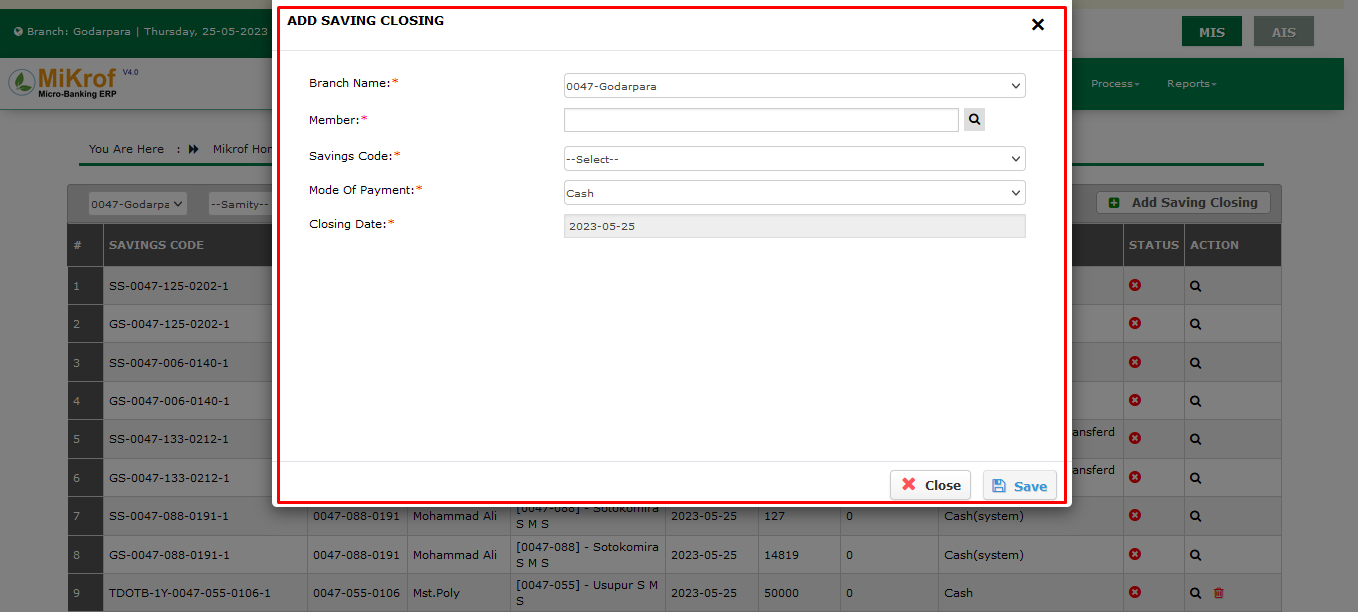 ADD SAVING CLOSING
Branch: Godarpara | Thursday, 25-05-2023
MIS
AIS
MiKrof V4.0
Micro-Banking ERP
Process
Reports
Branch Name:*
0047-Godarpara
Member:*
Savings Code:*
--Select--
Mode Of Payment:*
Cash
Closing Date:*
2023-05-25
Close
Save
You Are Here : Mikrof Hor
0047-Godarpa
--Samity--
Add Saving Closing
# SAVINGS CODE STATUS ACTION
1 SS-0047-125-0202-1
2 GS-0047-125-0202-1
3 SS-0047-006-0140-1
4 GS-0047-006-0140-1
5 SS-0047-133-0212-1 ansferd
6 GS-0047-133-0212-1 ansferd
7 SS-0047-088-0191-1 0047-088-0191 Mohammad Ali [0047-088] - Sotokomira S M S 2023-05-25 127 0 Cash(system)
8 GS-0047-088-0191-1 0047-088-0191 Mohammad Ali [0047-088] - Sotokomira S M S 2023-05-25 14819 0 Cash(system)
9 TDOTB-1Y-0047-055-0106-1 0047-055-0106 Mst.Poly [0047-055] - Usupur S M S 2023-05-25 50000 0 Cash